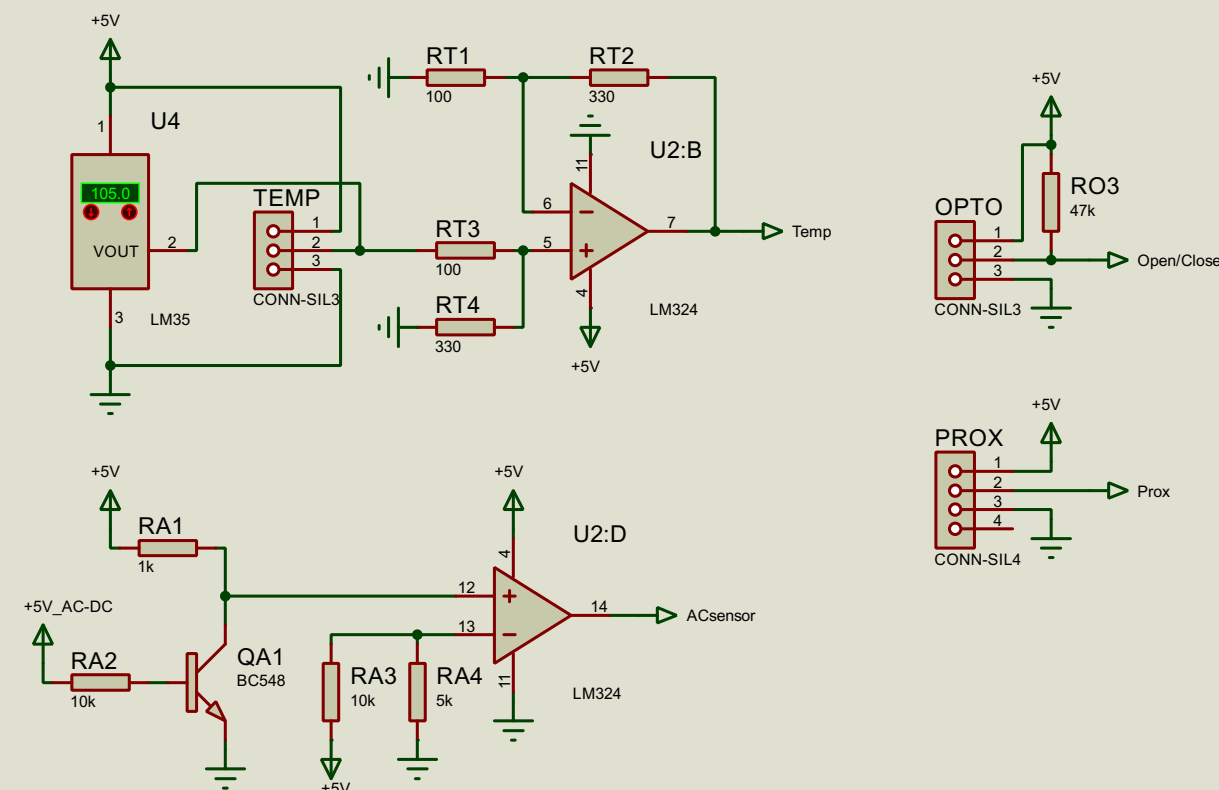 +5V
U4
1
105.0
VOUT
2
3
LM35
TEMP
1
2
3
CONN-SIL3
RT1
100
RT2
330
11
U2:B
6
5
7
4
+5V
LM324
Temp
RT3
100
RT4
330
+5V
RO3
47k
OPTO
1
2
3
CONN-SIL3
Open/Close
+5V
PROX
1
2
3
4
CONN-SIL4
Prox
+5V
RA1
1k
+5V_AC-DC
RA2
10k
QA1
BC548
+5V
4
U2:D
12
13
14
11
LM324
ACsensor
RA3
10k
RA4
5k
+5V